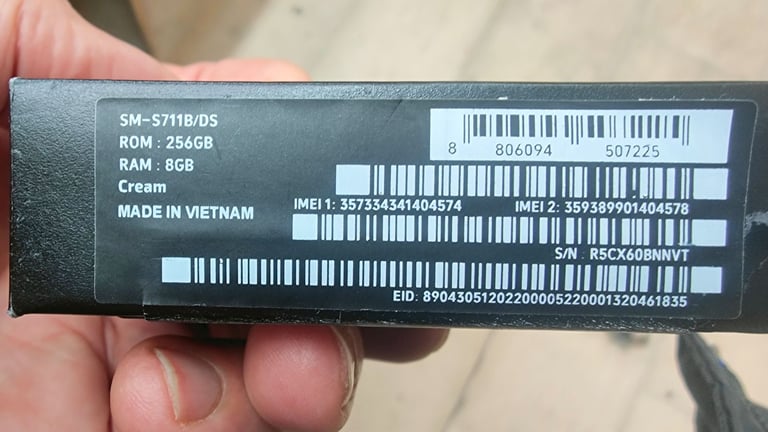 SM-S711B/DS
ROM : 256GB
RAM : 8GB
Cream
MADE IN VIETNAM
8 806094 507225
IMEI 1: 357334341404574 IMEI 2: 359389901404578
S/N : R5CX60BNNVT
EID: 89043051202200005220001320461835